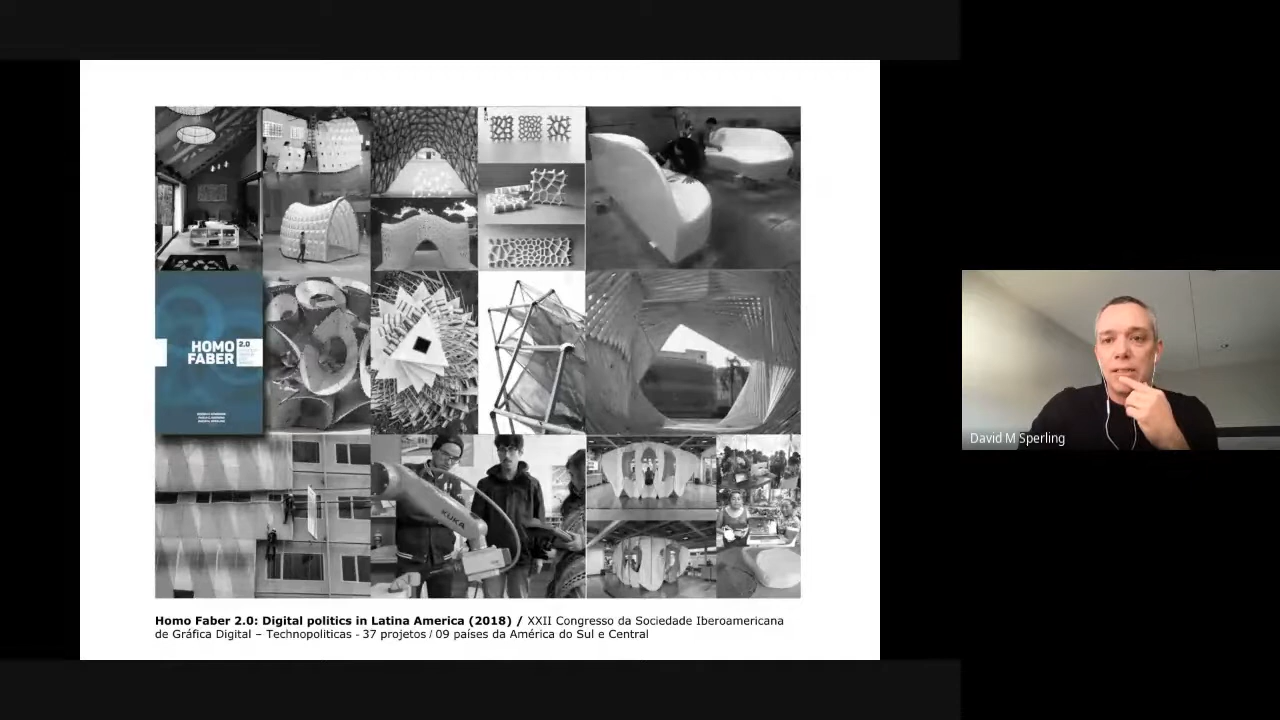 HOMO
FABER
2.0
KUKA
David M Sperling
Homo Faber 2.0: Digital politics in Latina America (2018) / XXII Congresso da Sociedade Iberoamericana
de Gráfica Digital – Technopoliticas - 37 projetos / 09 países da América do Sul e Central